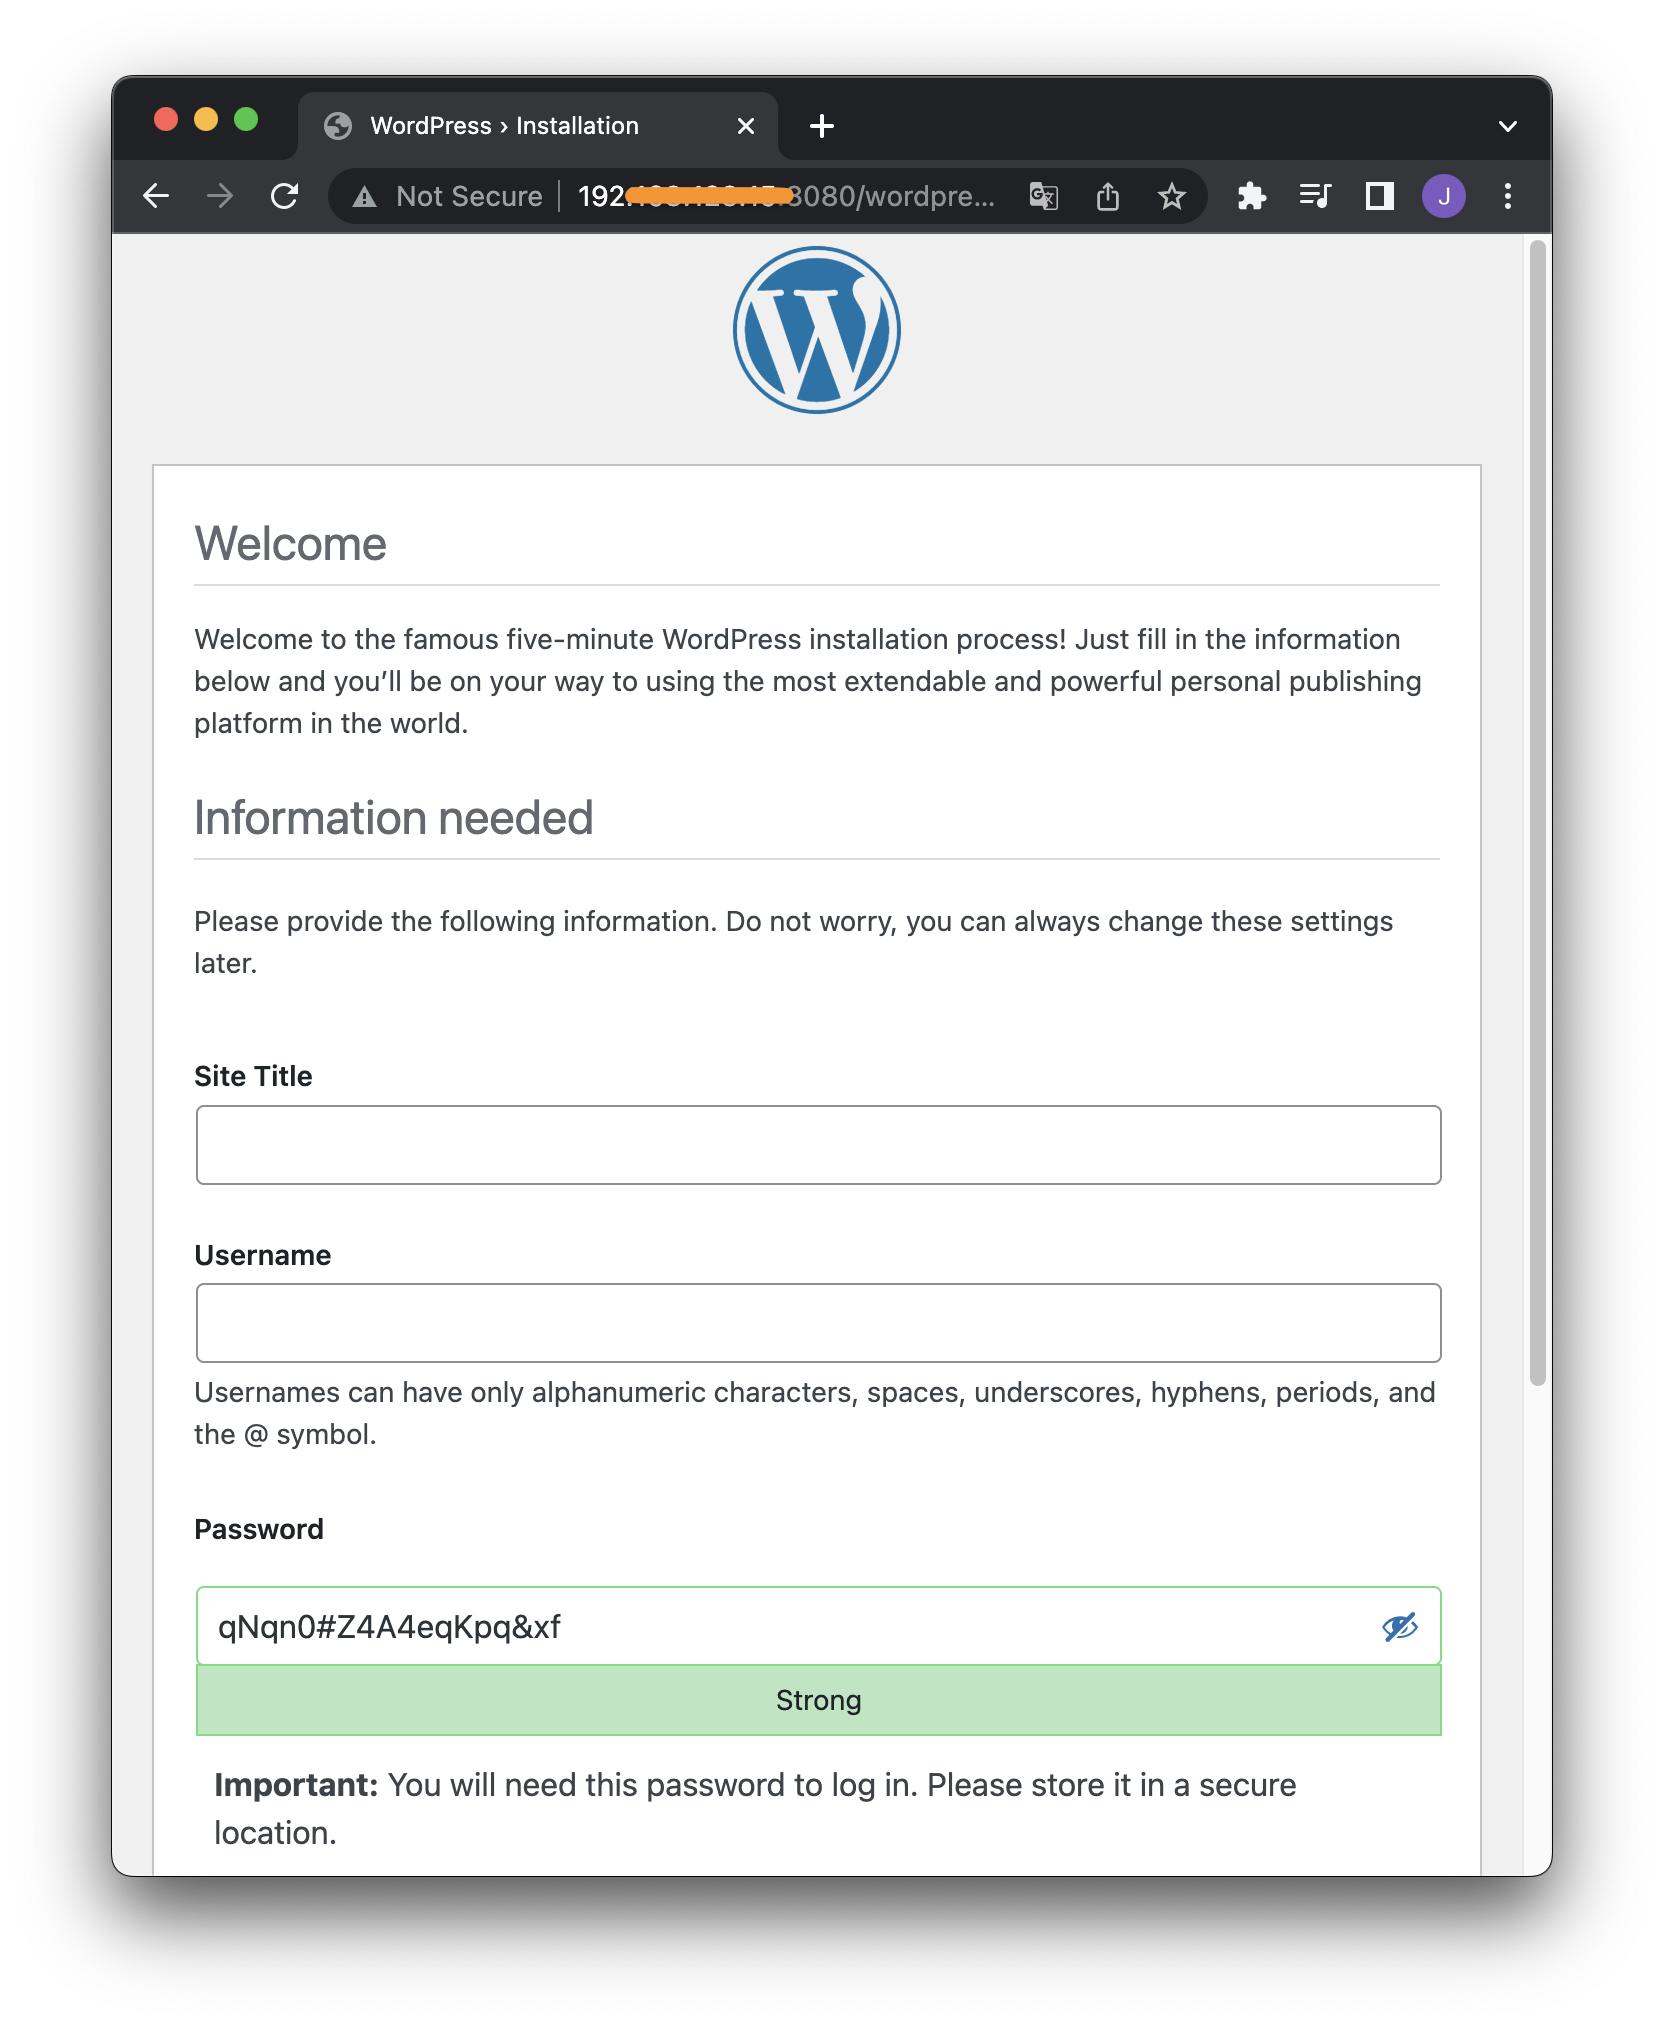 WordPress › Installation
Not Secure 192. :8080/wordpre...
J
Welcome
Welcome to the famous five-minute WordPress installation process! Just fill in the information
below and you’ll be on your way to using the most extendable and powerful personal publishing
platform in the world.
Information needed
Please provide the following information. Do not worry, you can always change these settings
later.
Site Title
Username
Usernames can have only alphanumeric characters, spaces, underscores, hyphens, periods, and
the @ symbol.
Password
qNqn0#Z4A4eqKpq&xf
Strong
Important: You will need this password to log in. Please store it in a secure
location.